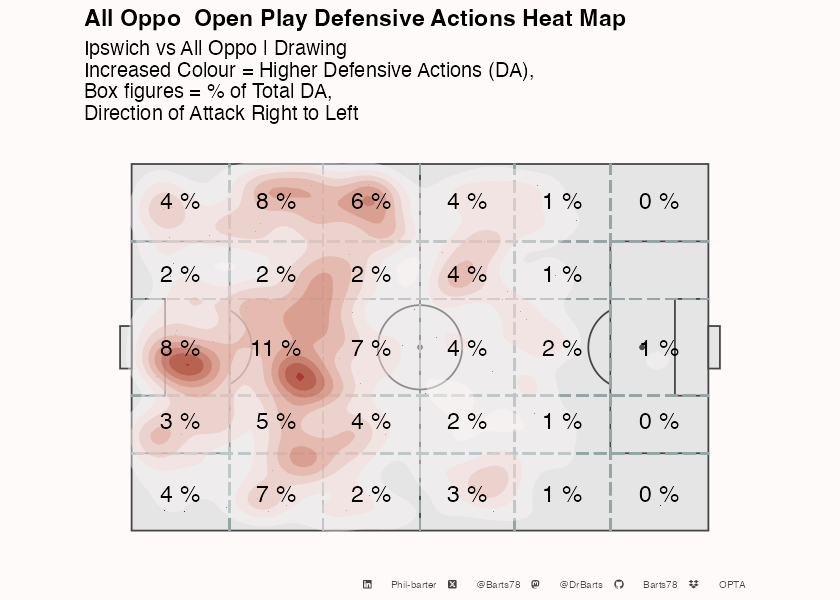 All Oppo  Open Play Defensive Actions Heat Map
Ipswich vs All Oppo | Drawing
Increased Colour = Higher Defensive Actions (DA),
Box figures = % of Total DA,
Direction of Attack Right to Left
4 % 8 % 6 % 4 % 1 % 0 %
2 % 2 % 2 % 4 % 1 %
8 % 11 % 7 % 4 % 2 % 1 %
3 % 5 % 4 % 2 % 1 % 0 %
4 % 7 % 2 % 3 % 1 % 0 %
Phil-barter @Barts78 @DrBarts Barts78 OPTA